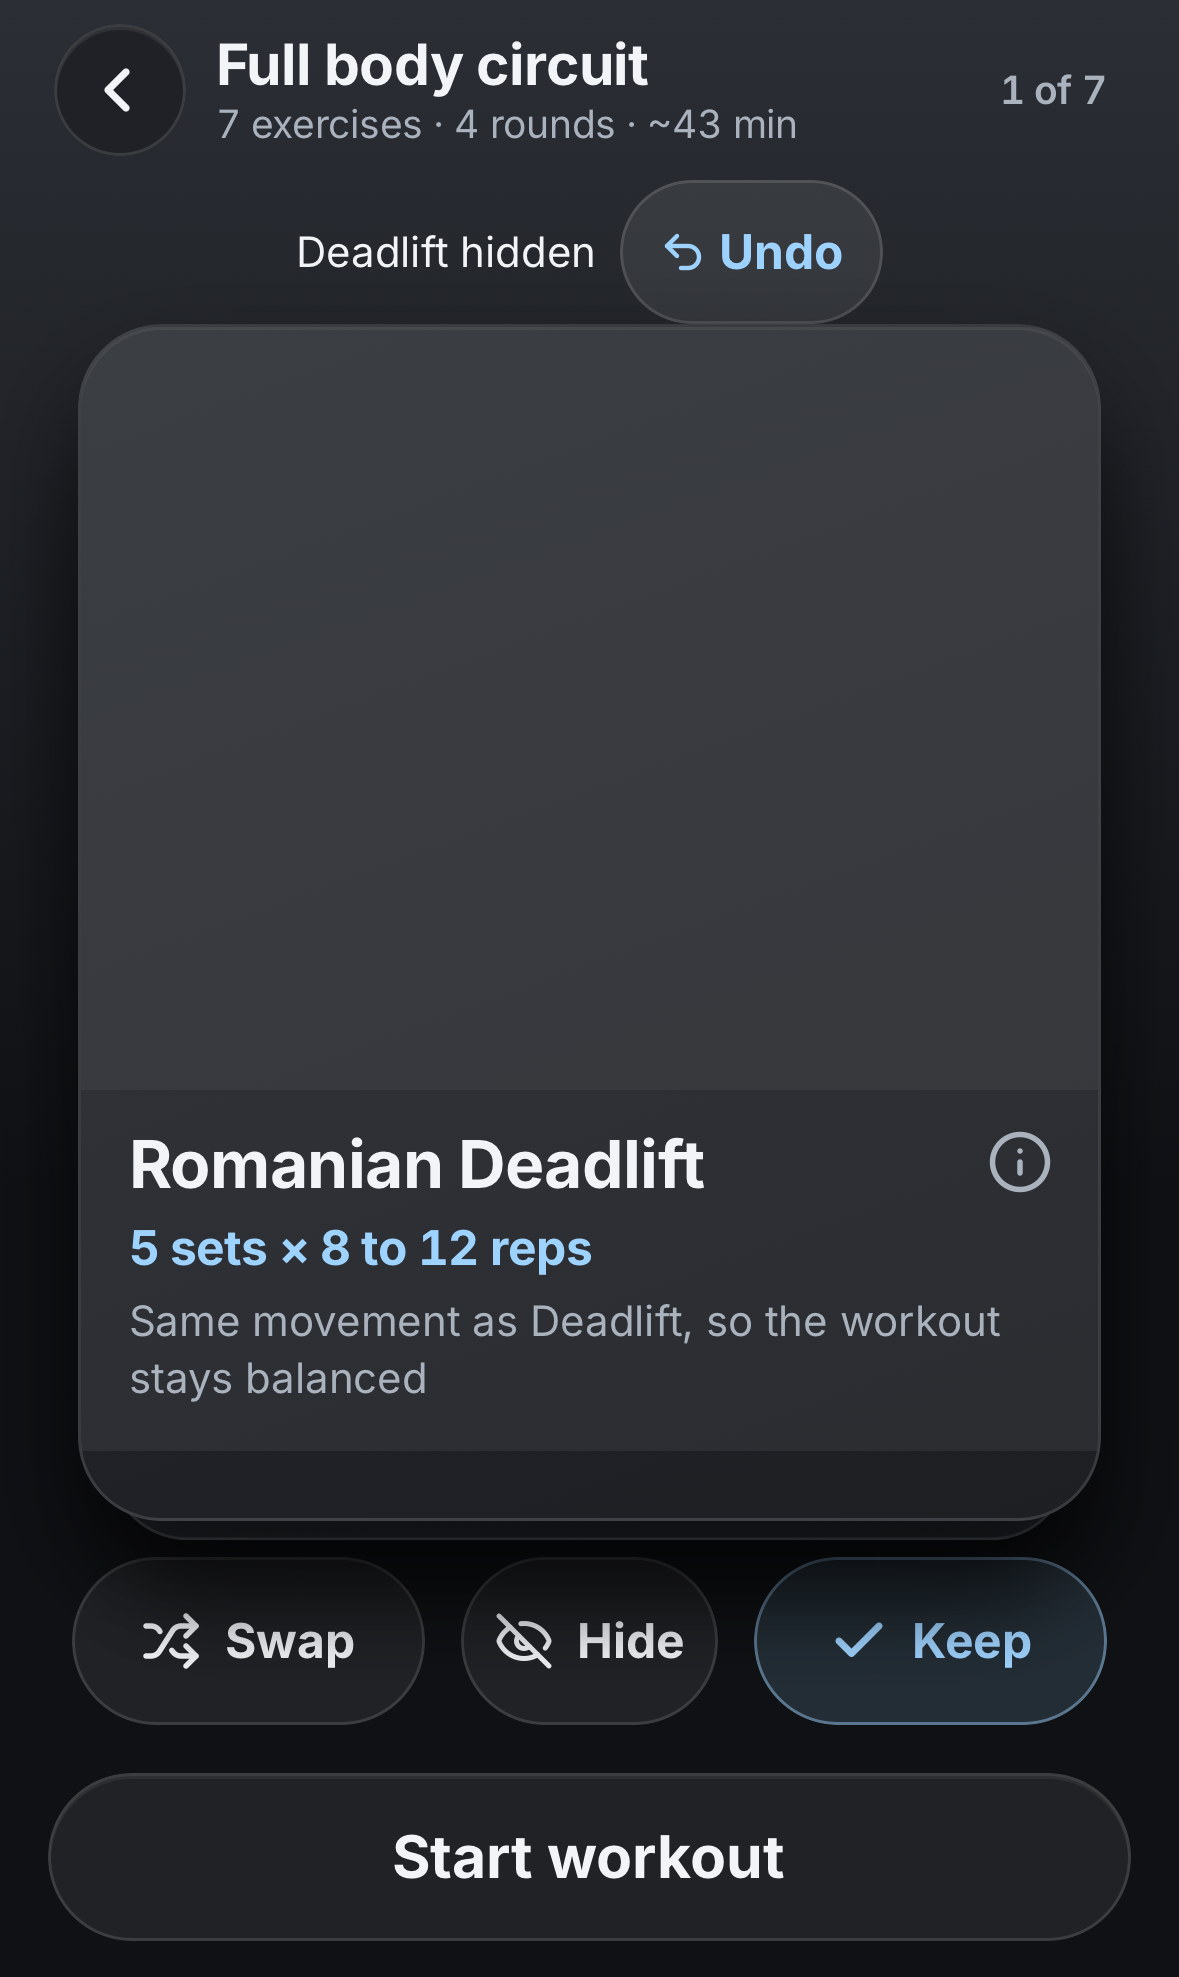 Full body circuit
7 exercises · 4 rounds · ~43 min
1 of 7
Deadlift hidden
Undo
Romanian Deadlift
5 sets × 8 to 12 reps
Same movement as Deadlift, so the workout
stays balanced
Swap
Hide
Keep
Start workout